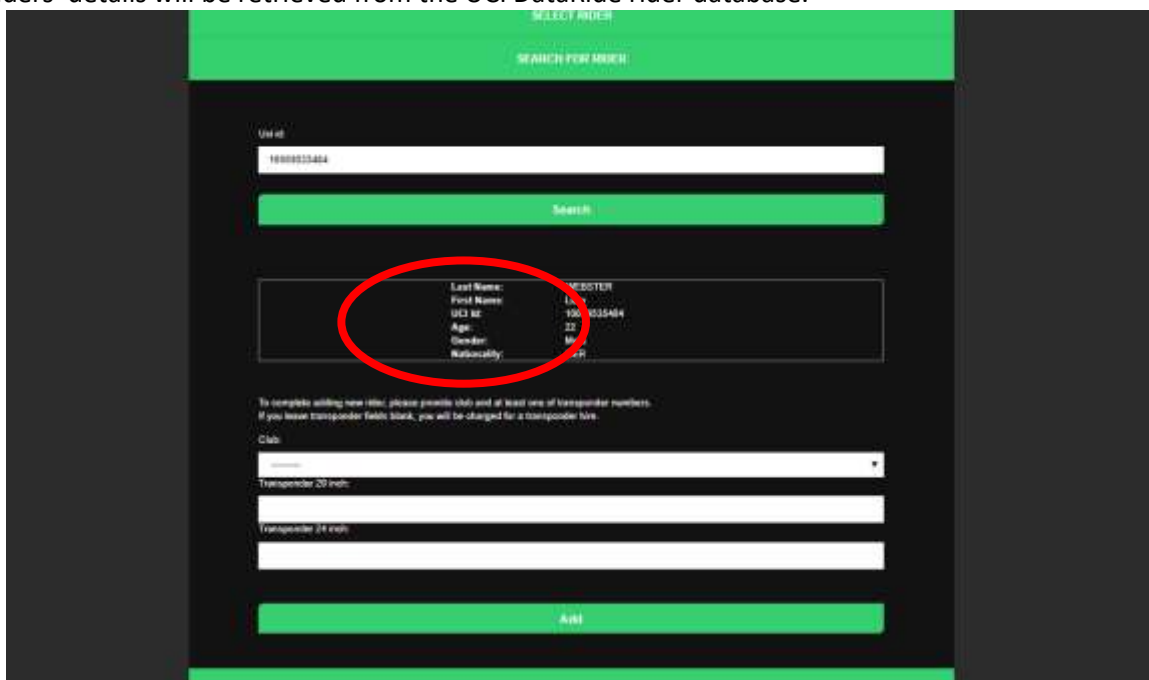 details will be retrieved from the UCI DataRide rider database.
SELECT RIDER
SEARCH FOR RIDER
Uci id:
Search
Last Name:
First Name:
UCI Id:
Age: 22
Gender:
Nationality:
To complete adding new rider, please provide club and at least one of transponder numbers.
If you leave transponder fields blank, you will be charged for a transponder hire.
Club:
---------
Transponder 20 inch:
Transponder 24 inch:
Add